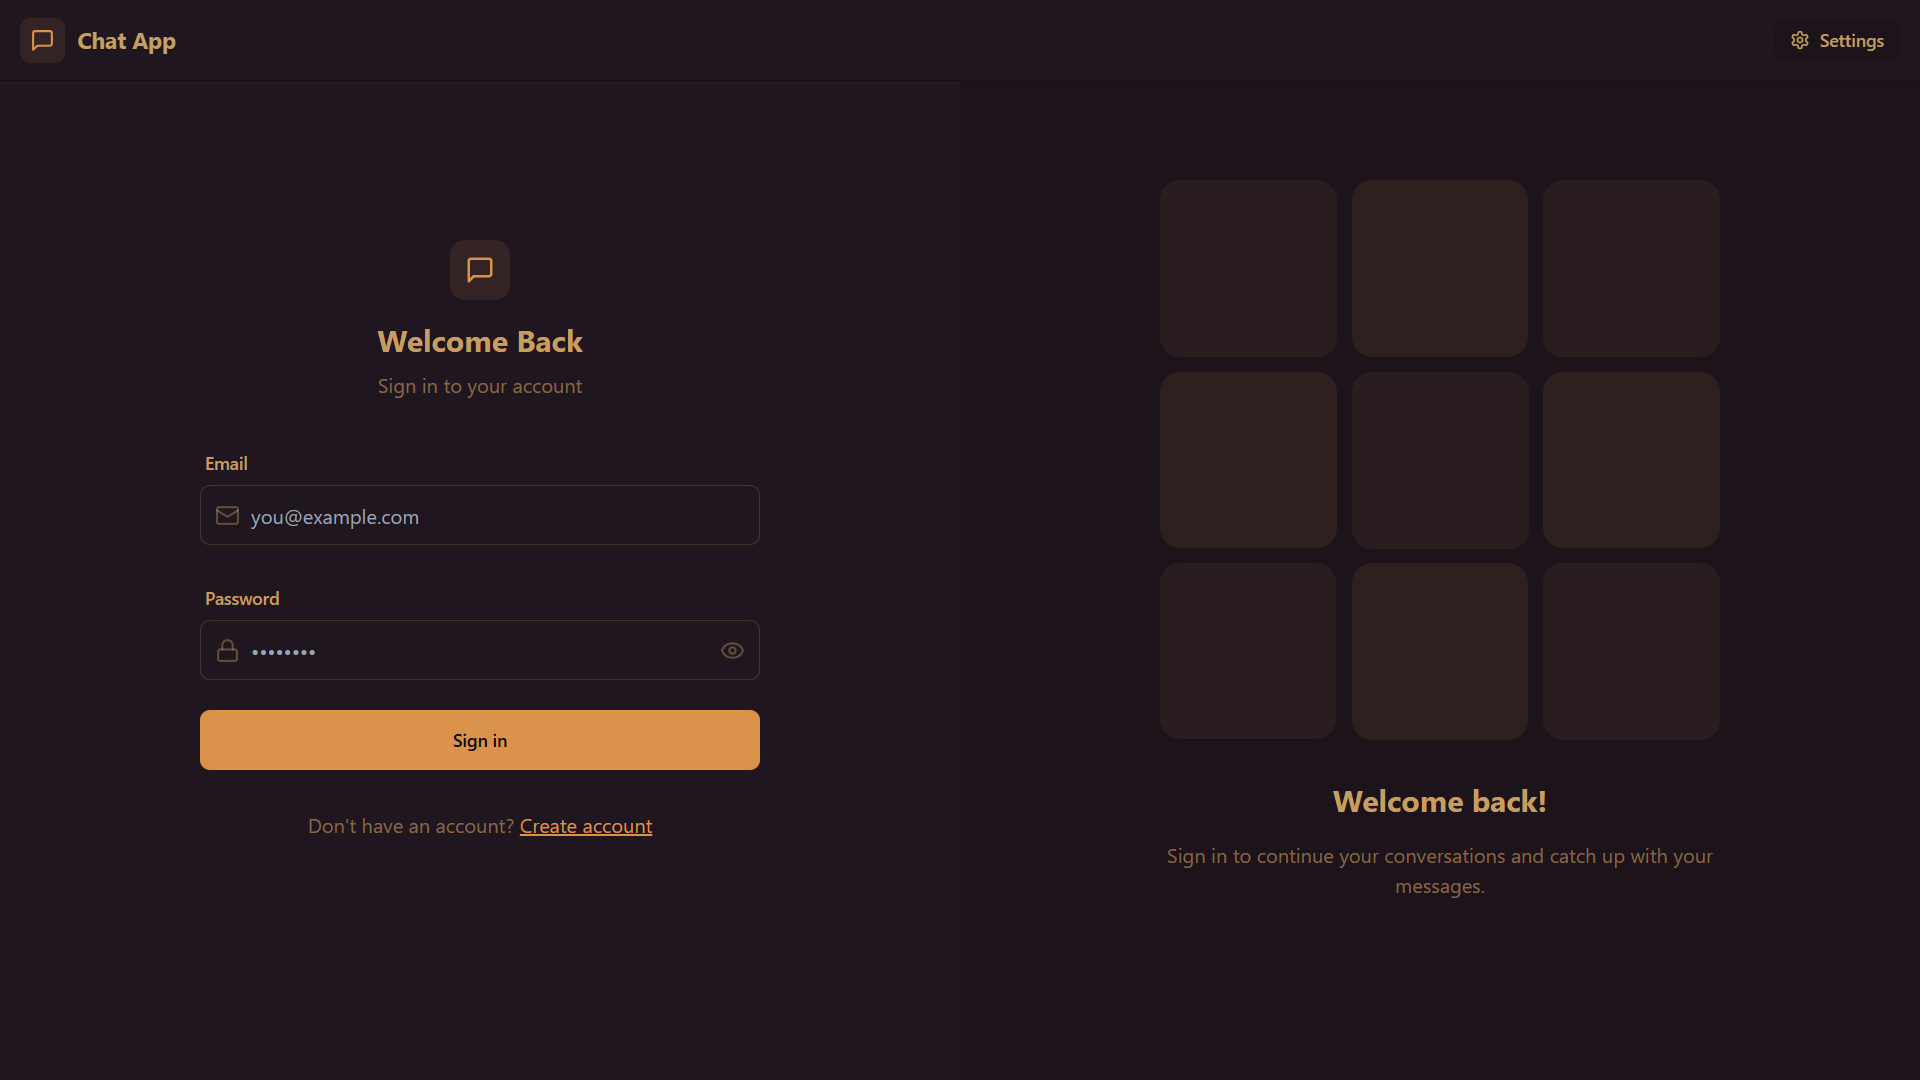 Chat App
Settings
Welcome Back
Sign in to your account
Email
you@example.com
Password
••••••••
Sign in
Don't have an account? Create account
Welcome back!
Sign in to continue your conversations and catch up with your
messages.